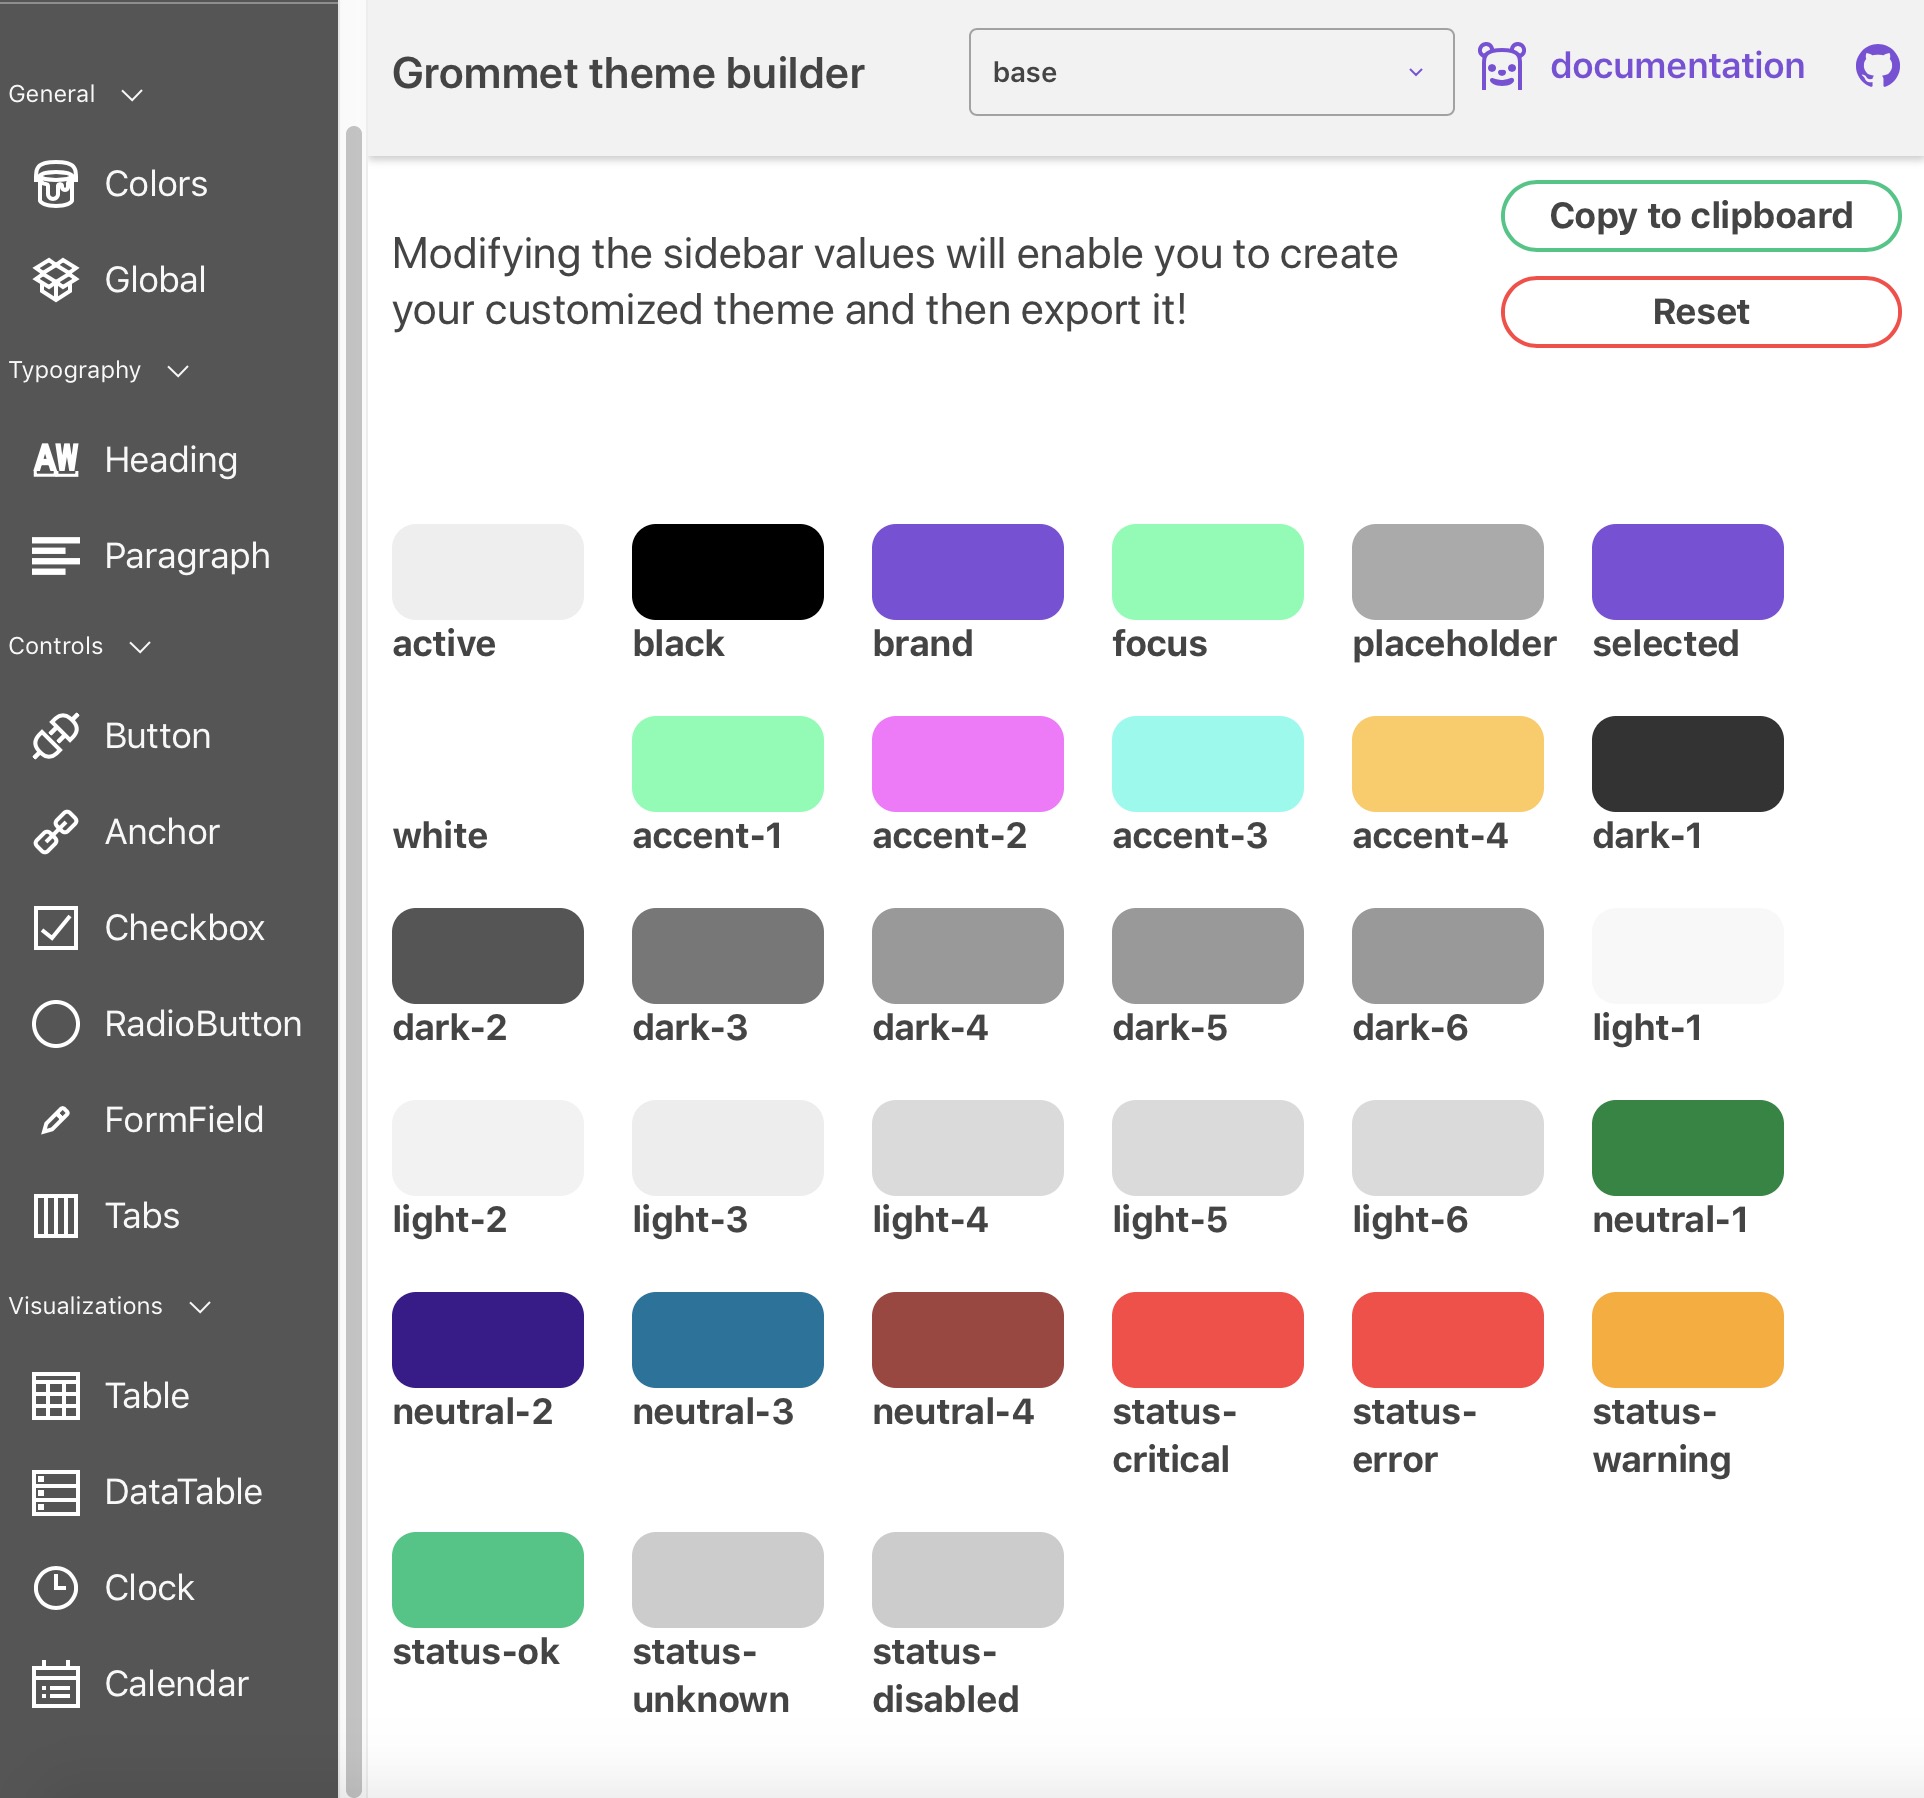 General
Colors
Global
Typography
AW Heading
Paragraph
Controls
Button
Anchor
Checkbox
RadioButton
FormField
Tabs
Visualizations
Table
DataTable
Clock
Calendar
Grommet theme builder
base
documentation
Modifying the sidebar values will enable you to create
your customized theme and then export it!
Copy to clipboard
Reset
active black brand focus placeholder selected
white accent-1 accent-2 accent-3 accent-4 dark-1
dark-2 dark-3 dark-4 dark-5 dark-6 light-1
light-2 light-3 light-4 light-5 light-6 neutral-1
neutral-2 neutral-3 neutral-4 status- status- status-
critical error warning
status-ok status- status-
unknown disabled